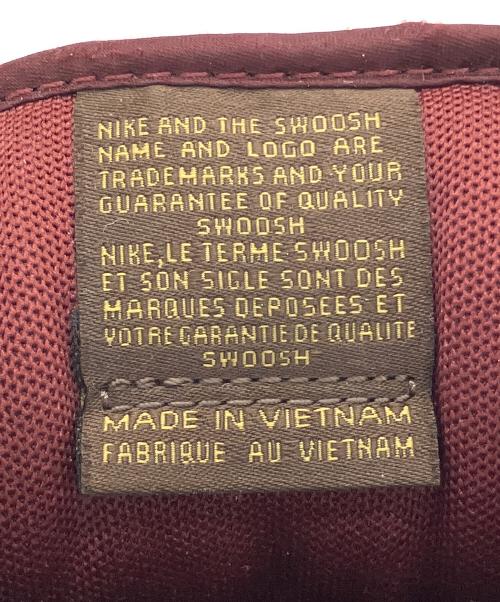 NIKE AND THE SWOOSH
NAME AND LOGO ARE
TRADEMARKS AND YOUR
GUARANTEE OF QUALITY
SWOOSH
NIKE,LE TERME SWOOSH
ET SON SIGLE SONT DES
MARQUES DEPOSEES ET
VOTRE GARANTIE DE QUALITE
SWOOSH
MADE IN VIETNAM
FABRIQUE AU VIETNAM